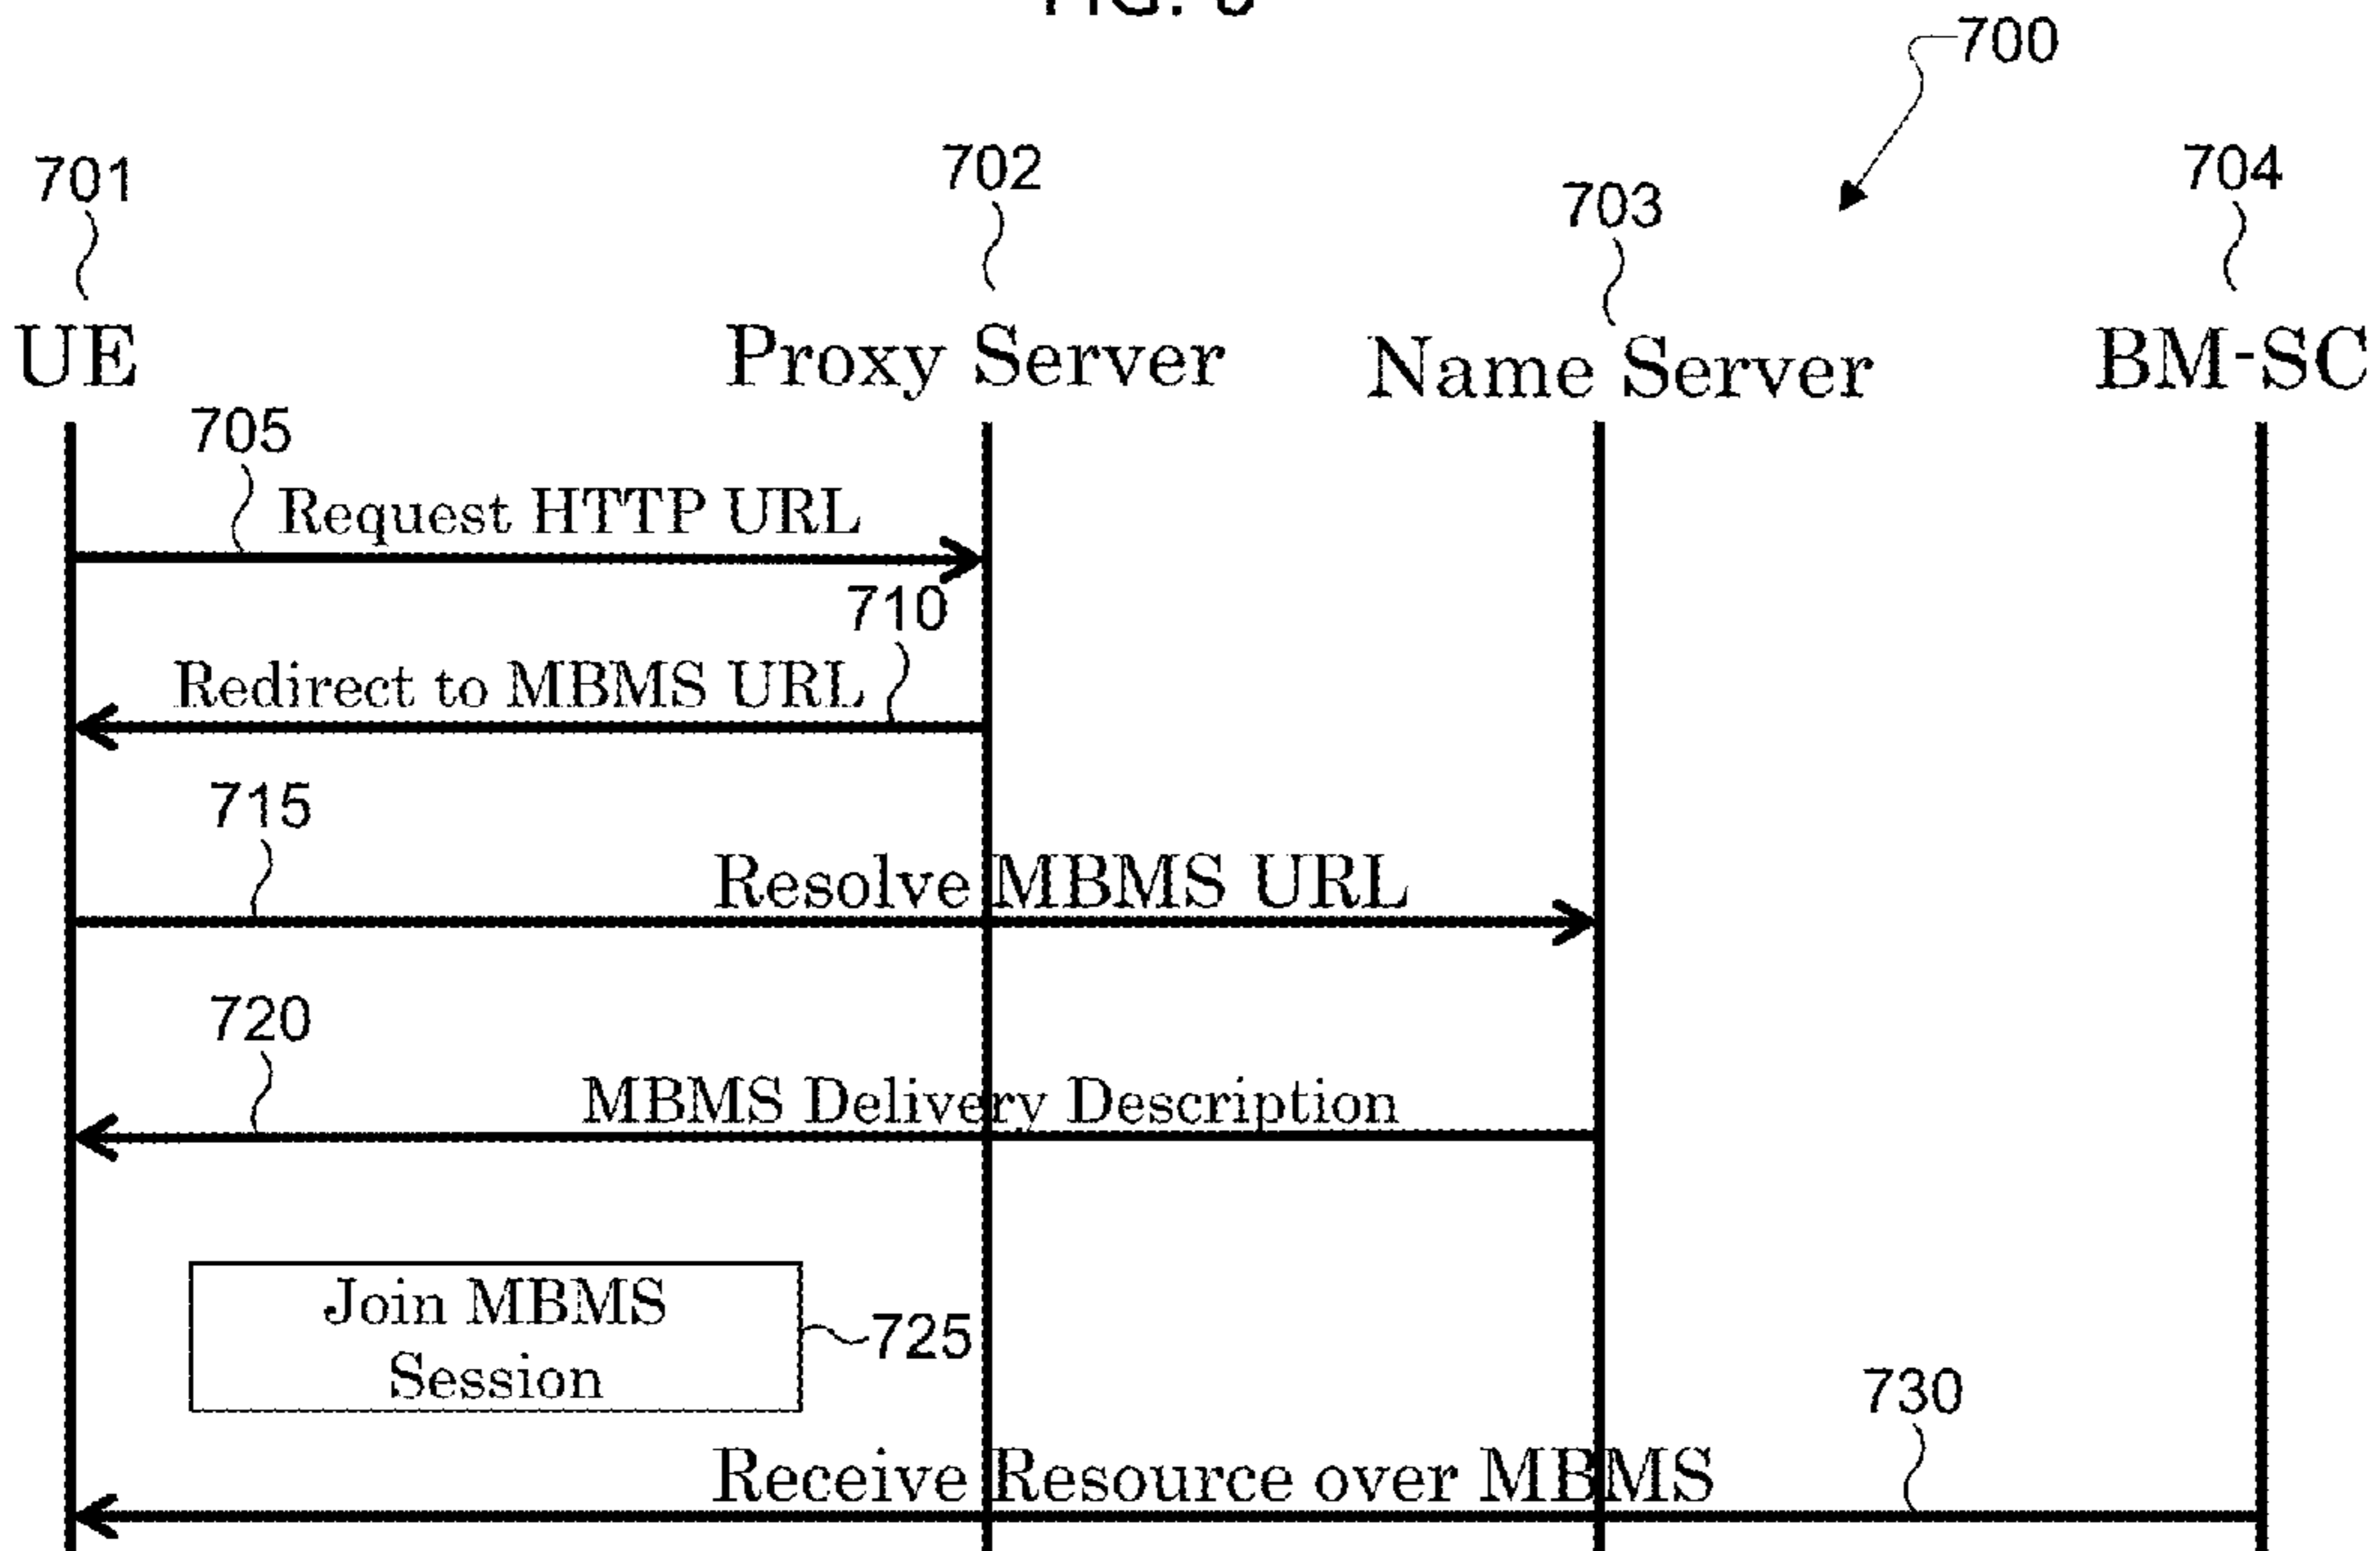 700
701
702
703
704
UE
Proxy Server
Name Server
BM-SC
705
Request HTTP URL
710
Redirect to MBMS URL
715
Resolve MBMS URL
720
MBMS Delivery Description
Join MBMS
Session
725
730
Receive Resource over MBMS